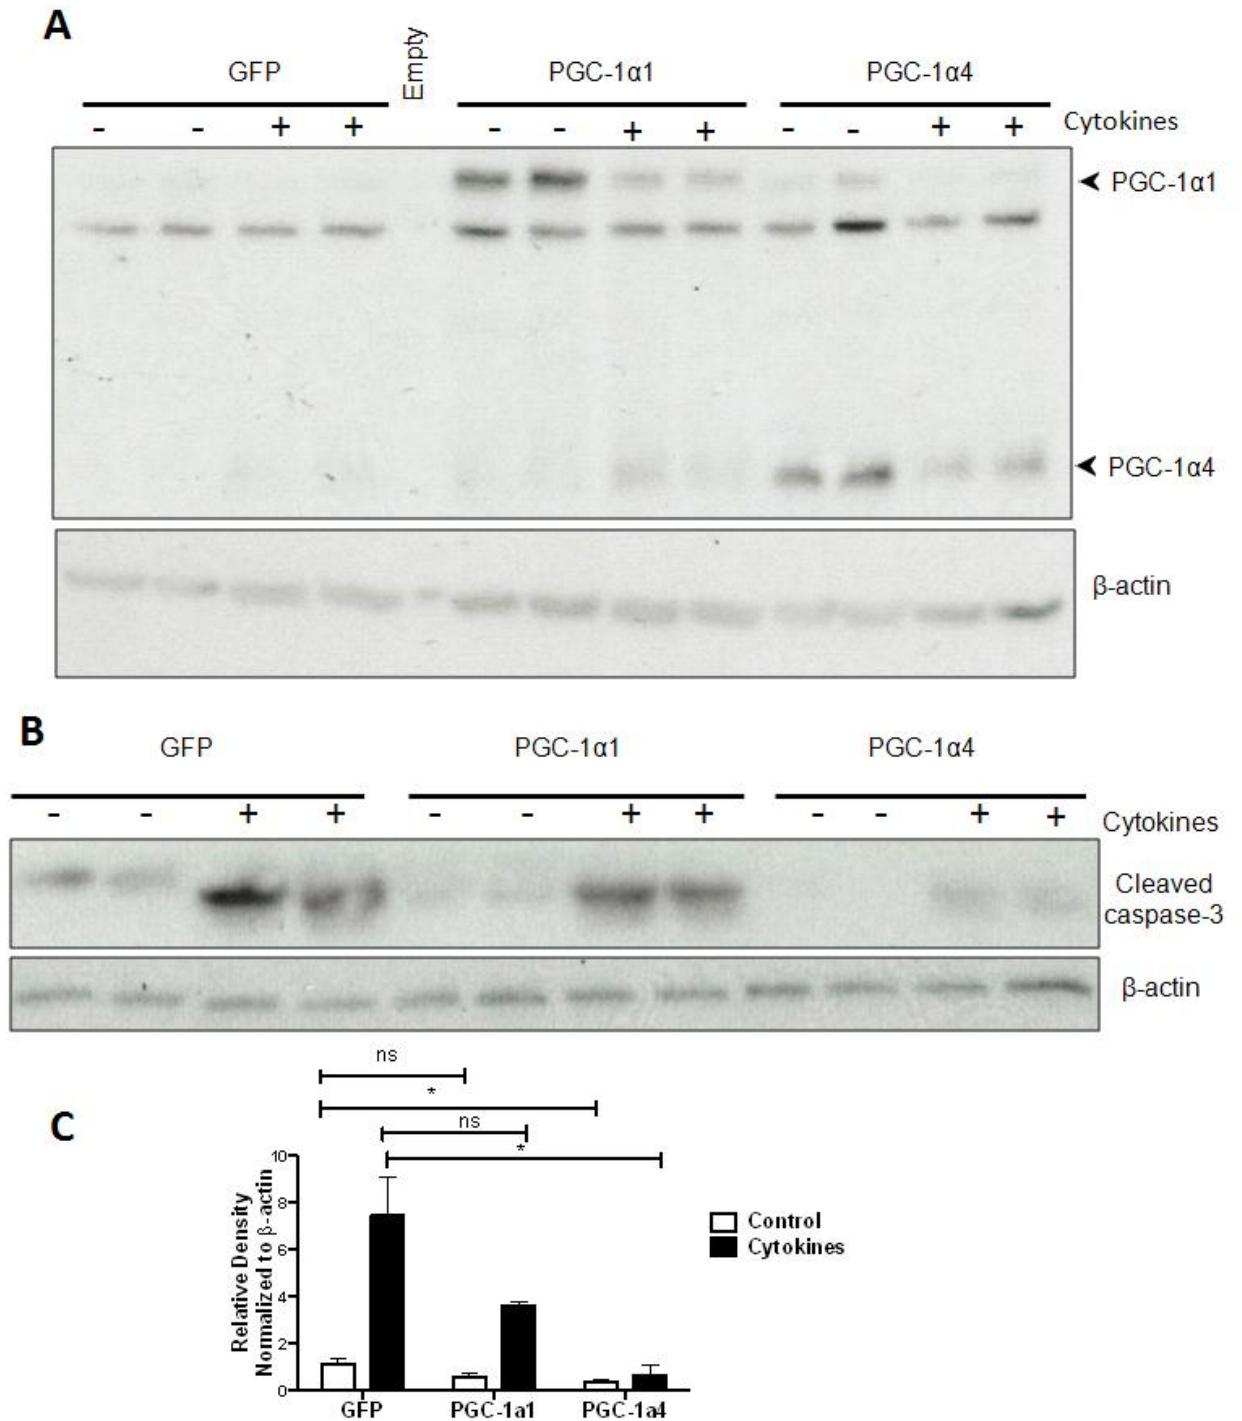 A
GFP
Empty
PGC-1α1
PGC-1α4
- - + + - - + + - - + + Cytokines
PGC-1α1
PGC-1α4
β-actin
B
GFP PGC-1α1 PGC-1α4
- - + + - - + + - - + + Cytokines
Cleaved
caspase-3
β-actin
ns
*
ns
*
C
Relative Density
Normalized to β-actin
10
8
6
4
2
0
GFP PGC-1a1 PGC-1a4
Control
Cytokines